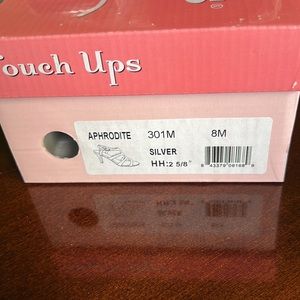 Touch Ups
APHRODITE 301M 8M
SILVER
HH:2 5/8"